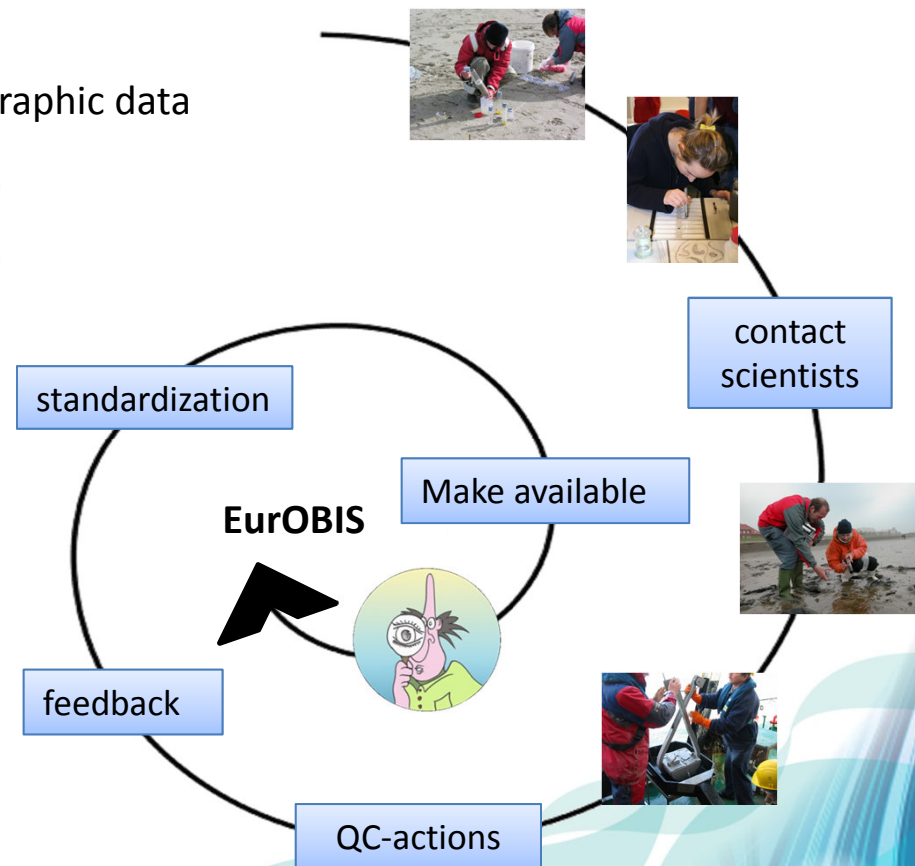 raphic data
contact
scientists
standardization
Make available
EurOBIS
feedback
QC-actions